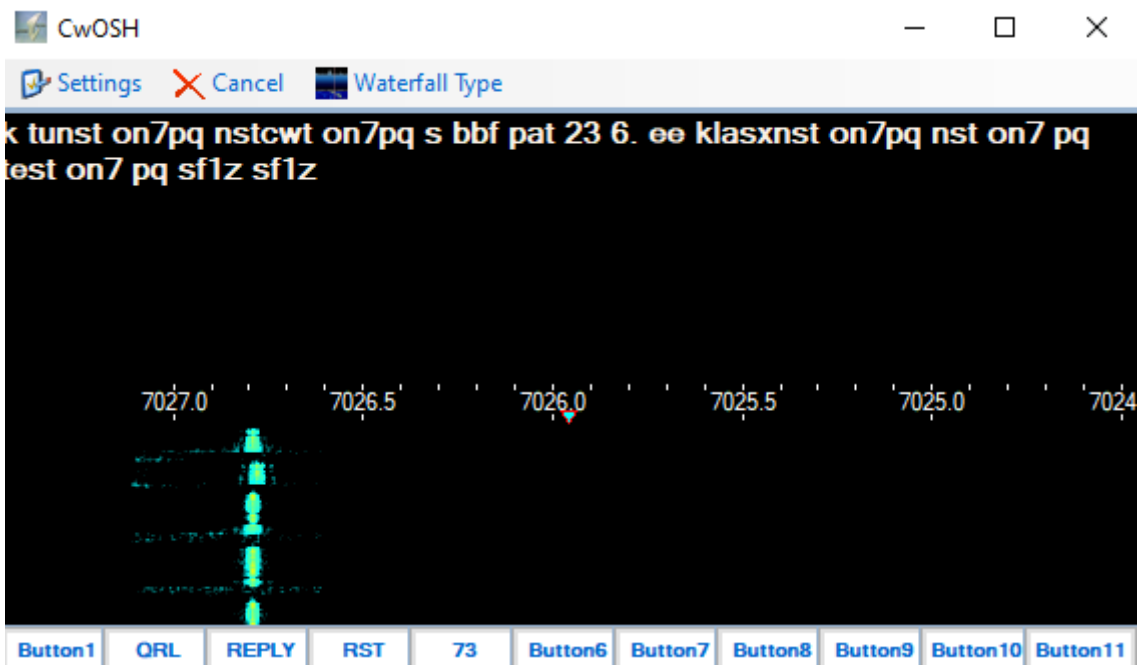 CwOSH
Settings Cancel Waterfall Type
k tunst on7pq nstcwt on7pq s bbf pat 23 6. ee klasxnst on7pq nst on7 pq
test on7 pq sf1z sf1z
7027.0 7026.5 7026.0 7025.5 7025.0 7024
Button1 QRL REPLY RST 73 Button6 Button7 Button8 Button9 Button10 Button11